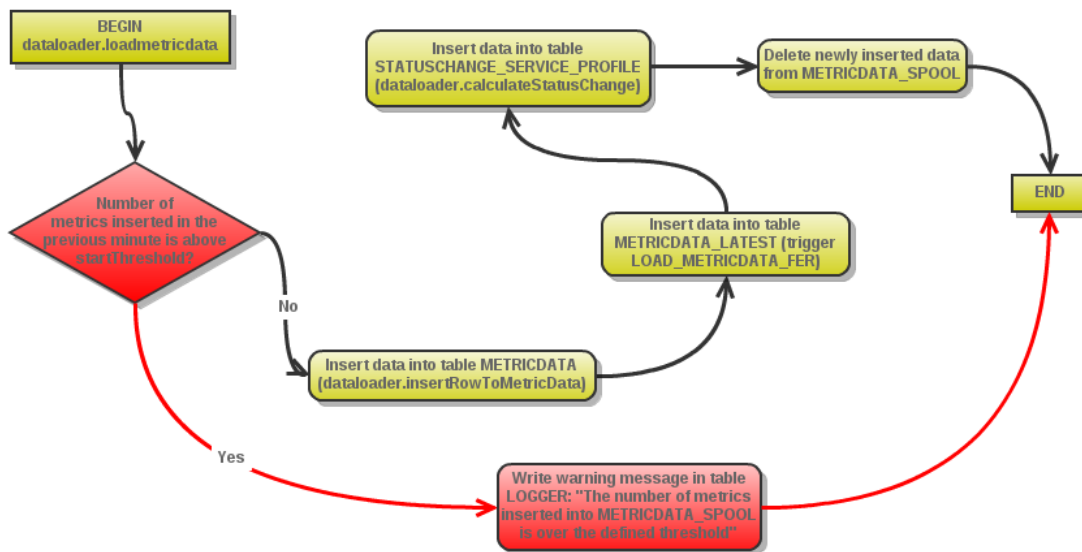 BEGIN
dataloader.loadmetricdata
Insert data into table
STATUSCHANGE_SERVICE_PROFILE
(dataloader.calculateStatusChange)
Delete newly inserted data
from METRICDATA_SPOOL
END
Number of
metrics inserted in the
previous minute is above
startThreshold?
Insert data into table
METRICDATA_LATEST (trigger
LOAD_METRICDATA_FER)
No
Insert data into table METRICDATA
(dataloader.insertRowToMetricData)
Yes
Write warning message in table
LOGGER: "The number of metrics
inserted into METRICDATA_SPOOL
is over the defined threshold"